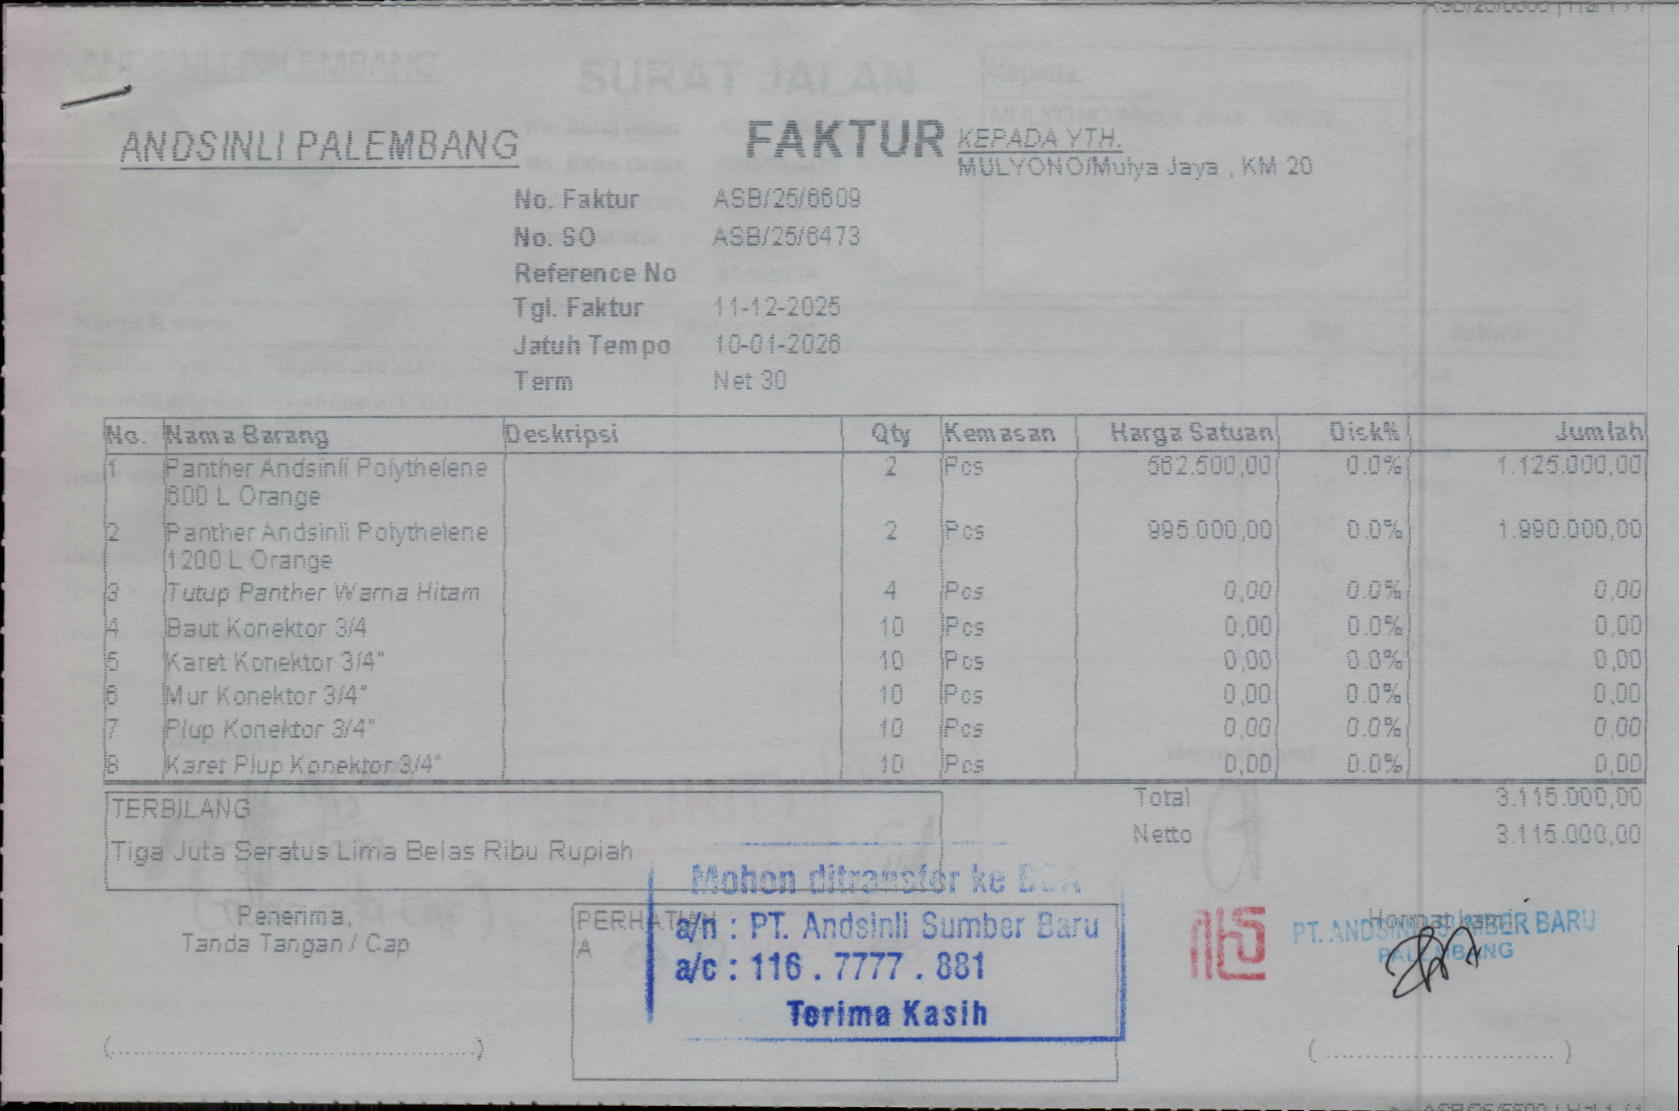 ANDSINLI PALEMBANG
FAKTUR
KEPADA YTH.
MULYONO/Mulya Jaya , KM 20
No. Faktur ASB/25/6609
No. SO ASB/25/6473
Reference No
Tgl. Faktur 11-12-2025
Jatuh Tempo 10-01-2026
Term Net 30
No. Nama Barang Deskripsi Qty Kemasan Harga Satuan Disk% Jumlah
1 Panther Andsinli Polythelene 2 Pcs 562.500,00 0.0% 1.125.000,00
600 L Orange
2 Panther Andsinli Polythelene 2 Pcs 995.000,00 0.0% 1.990.000,00
1200 L Orange
3 Tutup Panther Warna Hitam 4 Pcs 0,00 0.0% 0,00
4 Baut Konektor 3/4 10 Pcs 0,00 0.0% 0,00
5 Karet Konektor 3/4" 10 Pcs 0,00 0.0% 0,00
6 Mur Konektor 3/4" 10 Pcs 0,00 0.0% 0,00
7 Plup Konektor 3/4" 10 Pcs 0,00 0.0% 0,00
8 Karet Plup Konektor 3/4" 10 Pcs 0,00 0.0% 0,00
TERBILANG
Tiga Juta Seratus Lima Belas Ribu Rupiah
Total 3.115.000,00
Netto 3.115.000,00
Penerima,
Tanda Tangan / Cap
PERHATIAN
A
Mohon ditransfer ke BCA
a/n : PT. Andsinli Sumber Baru
a/c : 116 . 7777 . 881
Terima Kasih
Hormat kami
PT. ANDSINLI SUMBER BARU
PALEMBANG
(..............................................)
(..............................)